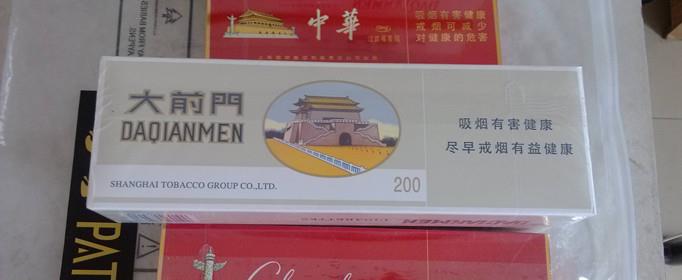 中華
吸烟有害健康
戒烟可减少
对健康的危害
大前門
DAQIANMEN
SHANGHAI TOBACCO GROUP CO.,LTD.
200
吸烟有害健康
尽早戒烟有益健康
DAQIANMEN
PAT